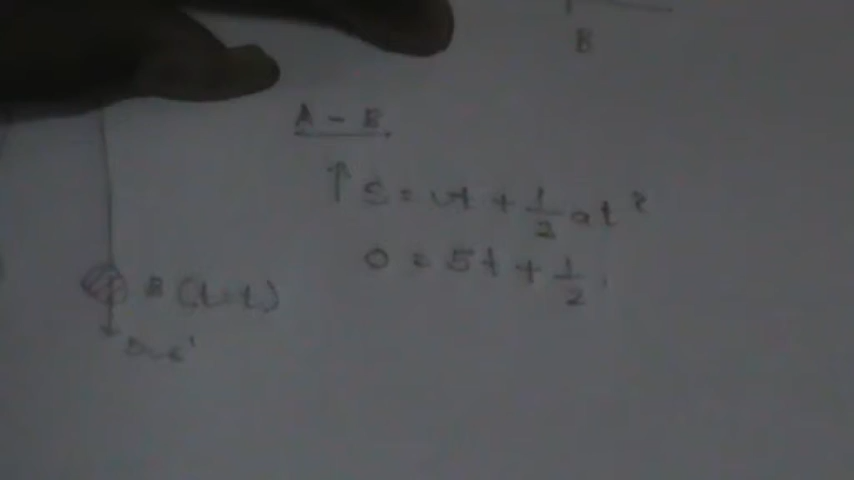 B
A - B
↑ s = ut + 1/2 at²
0 = 5t + 1/2
B (t=t)